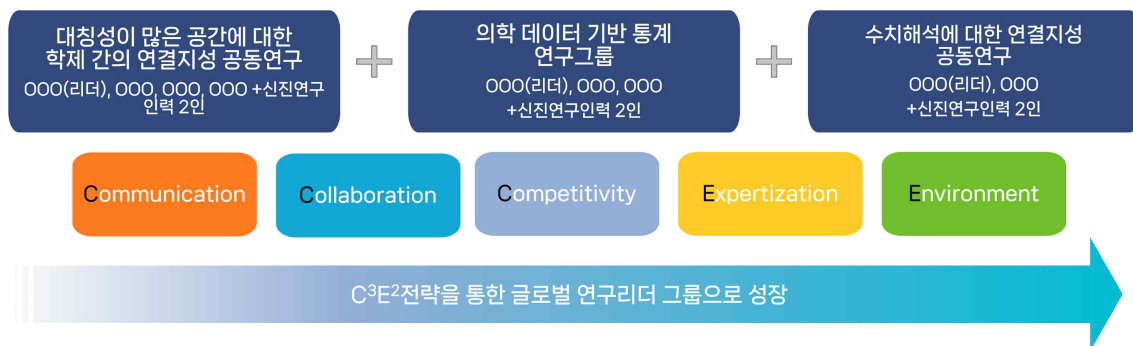 대칭성이 많은 공간에 대한
학제 간의 연결지성 공동연구
OOO(리더), OOO, OOO, OOO +신진연구
인력 2인
+
의학 데이터 기반 통계
연구그룹
OOO(리더), OOO, OOO
+신진연구인력 2인
+
수치해석에 대한 연결지성
공동연구
OOO(리더), OOO
+신진연구인력 2인
Communication
Collaboration
Competitivity
Expertization
Environment
C³E²전략을 통한 글로벌 연구리더 그룹으로 성장